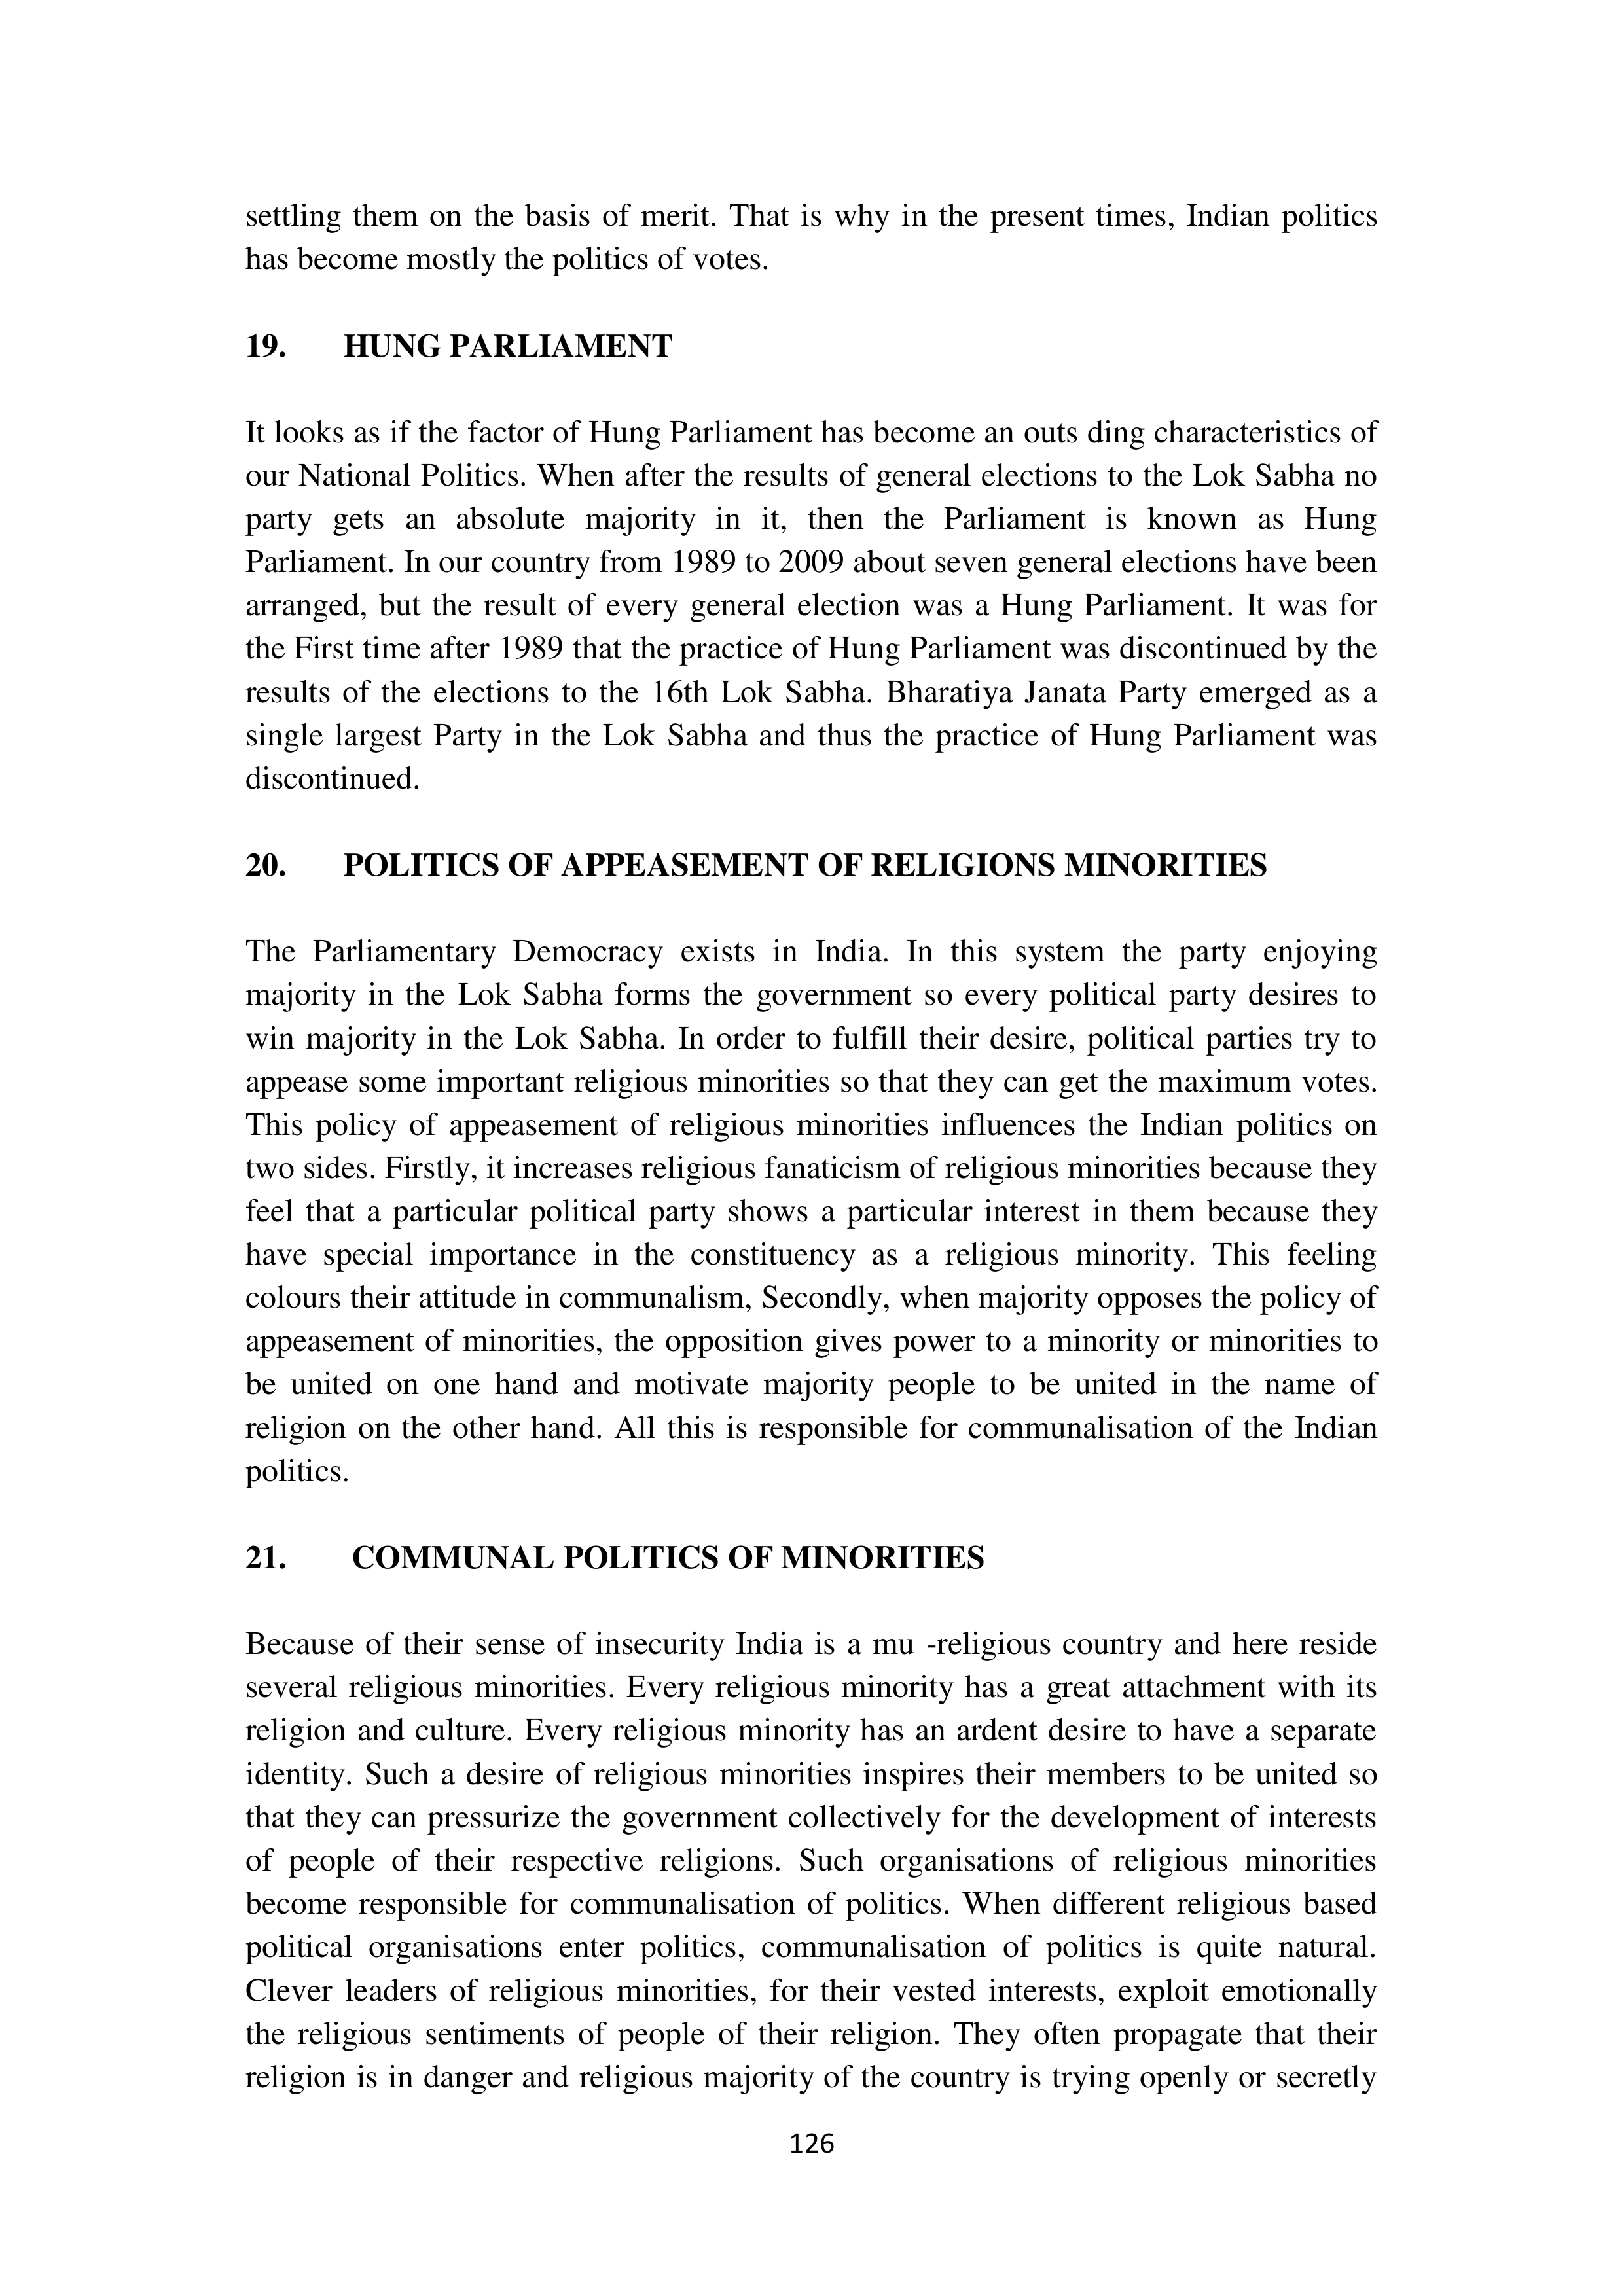 settling them on the basis of merit. That is why in the present times, Indian politics
has become mostly the politics of votes.
19. HUNG PARLIAMENT
It looks as if the factor of Hung Parliament has become an outs ding characteristics of
our National Politics. When after the results of general elections to the Lok Sabha no
party gets an absolute majority in it, then the Parliament is known as Hung
Parliament. In our country from 1989 to 2009 about seven general elections have been
arranged, but the result of every general election was a Hung Parliament. It was for
the First time after 1989 that the practice of Hung Parliament was discontinued by the
results of the elections to the 16th Lok Sabha. Bharatiya Janata Party emerged as a
single largest Party in the Lok Sabha and thus the practice of Hung Parliament was
discontinued.
20. POLITICS OF APPEASEMENT OF RELIGIONS MINORITIES
The Parliamentary Democracy exists in India. In this system the party enjoying
majority in the Lok Sabha forms the government so every political party desires to
win majority in the Lok Sabha. In order to fulfill their desire, political parties try to
appease some important religious minorities so that they can get the maximum votes.
This policy of appeasement of religious minorities influences the Indian politics on
two sides. Firstly, it increases religious fanaticism of religious minorities because they
feel that a particular political party shows a particular interest in them because they
have special importance in the constituency as a religious minority. This feeling
colours their attitude in communalism, Secondly, when majority opposes the policy of
appeasement of minorities, the opposition gives power to a minority or minorities to
be united on one hand and motivate majority people to be united in the name of
religion on the other hand. All this is responsible for communalisation of the Indian
politics.
21. COMMUNAL POLITICS OF MINORITIES
Because of their sense of insecurity India is a mu -religious country and here reside
several religious minorities. Every religious minority has a great attachment with its
religion and culture. Every religious minority has an ardent desire to have a separate
identity. Such a desire of religious minorities inspires their members to be united so
that they can pressurize the government collectively for the development of interests
of people of their respective religions. Such organisations of religious minorities
become responsible for communalisation of politics. When different religious based
political organisations enter politics, communalisation of politics is quite natural.
Clever leaders of religious minorities, for their vested interests, exploit emotionally
the religious sentiments of people of their religion. They often propagate that their
religion is in danger and religious majority of the country is trying openly or secretly
126